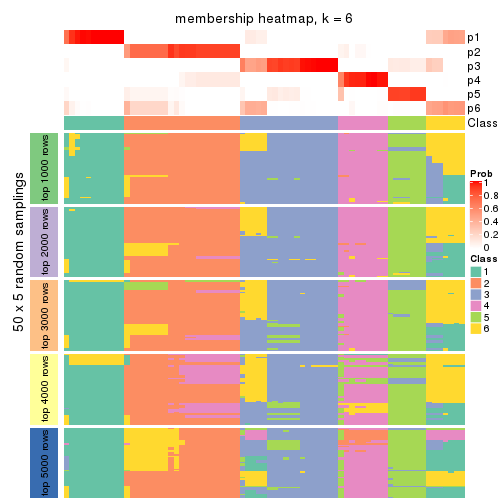 membership heatmap, k = 6
p1
p2
p3
p4
p5
p6
Class
50 x 5 random samplings
top 1000 rows
top 2000 rows
top 3000 rows
top 4000 rows
top 5000 rows
Prob
1
0.8
0.6
0.4
0.2
0
Class
1
2
3
4
5
6